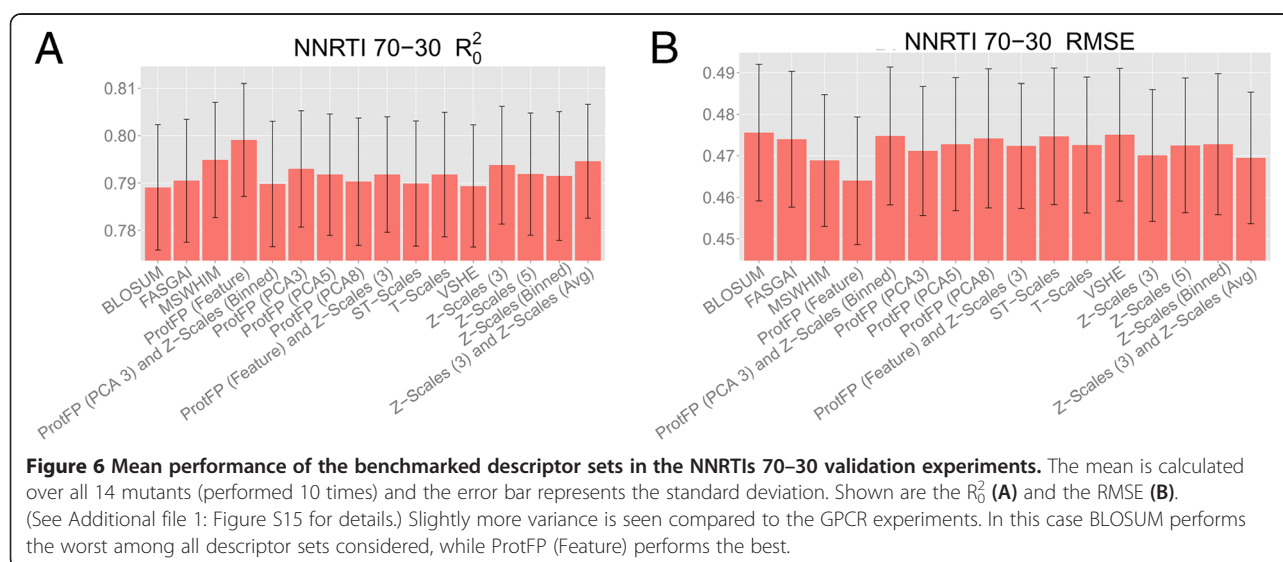 A
NNRTI 70−30 R₀²
0.81
0.80
0.79
0.78
BLOSUM
FASGAI
MSWHIM
ProtFP (Feature)
ProtFP (PCA 3) and Z−Scales (Binned)
ProtFP (PCA3)
ProtFP (PCA5)
ProtFP (PCA8)
ProtFP (Feature) and Z−Scales (3)
ST−Scales
T−Scales
VSHE
Z−Scales (3)
Z−Scales (5)
Z−Scales (Binned)
Z−Scales (3) and Z−Scales (Avg)
B
NNRTI 70−30 RMSE
0.49
0.48
0.47
0.46
0.45
BLOSUM
FASGAI
MSWHIM
ProtFP (Feature)
ProtFP (PCA 3) and Z−Scales (Binned)
ProtFP (PCA3)
ProtFP (PCA5)
ProtFP (PCA8)
ProtFP (Feature) and Z−Scales (3)
ST−Scales
T−Scales
VSHE
Z−Scales (3)
Z−Scales (5)
Z−Scales (Binned)
Z−Scales (3) and Z−Scales (Avg)
Figure 6 Mean performance of the benchmarked descriptor sets in the NNRTIs 70–30 validation experiments. The mean is calculated
over all 14 mutants (performed 10 times) and the error bar represents the standard deviation. Shown are the R₀² (A) and the RMSE (B).
(See Additional file 1: Figure S15 for details.) Slightly more variance is seen compared to the GPCR experiments. In this case BLOSUM performs
the worst among all descriptor sets considered, while ProtFP (Feature) performs the best.